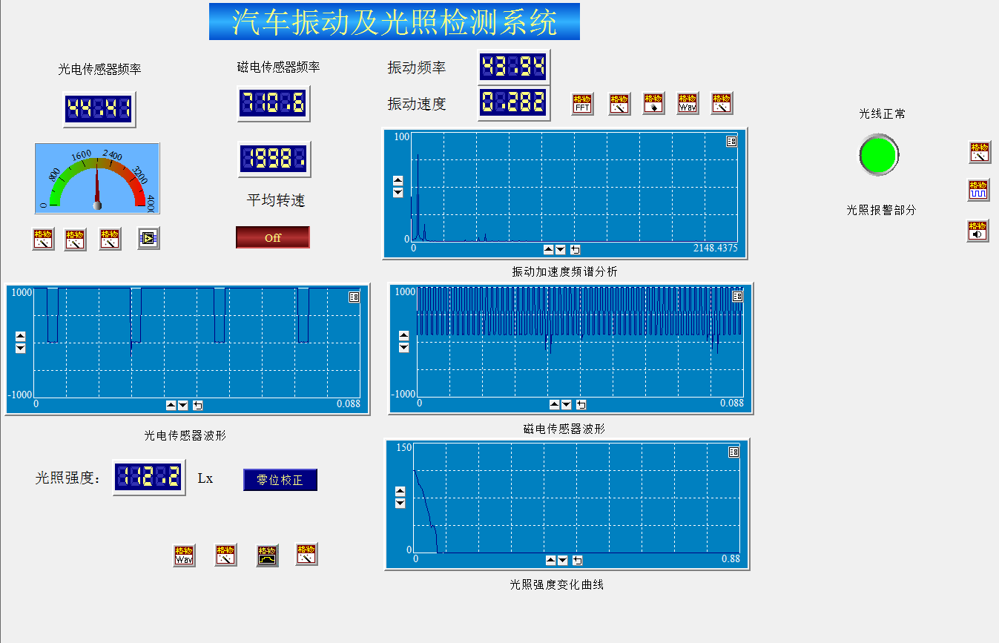 汽车振动及光照检测系统
光电传感器频率
磁电传感器频率
振动频率
43.94
44.41
710.6
振动速度
0.282
格物 FFT
格物
格物
格物 Wav
格物
光线正常
0 800 1600 2400 3200 4000
1998.
平均转速
Off
格物
格物
格物
100
0
0
2148.4375
振动加速度频谱分析
格物
格物
光照报警部分
格物
1000
-1000
0
0.088
光电传感器波形
1000
-1000
0
0.088
磁电传感器波形
光照强度:
112.2
Lx
零位校正
格物 Wav
格物
格物
格物
150
0
0
0.88
光照强度变化曲线